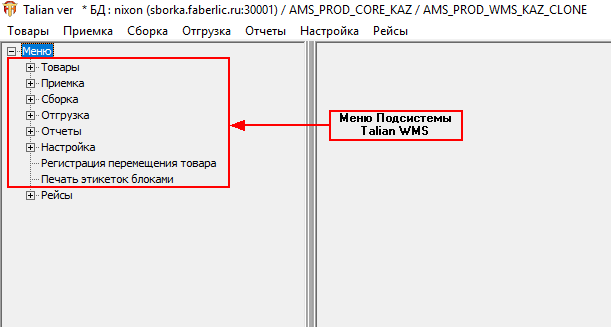 Talian ver * БД : nixon (sborka.faberlic.ru:30001) / AMS_PROD_CORE_KAZ / AMS_PROD_WMS_KAZ_CLONE
Товары Приемка Сборка Отгрузка Отчеты Настройка Рейсы
Меню
Товары
Приемка
Сборка
Отгрузка
Отчеты
Настройка
Регистрация перемещения товара
Печать этикеток блоками
Рейсы
Меню Подсистемы
Talian WMS